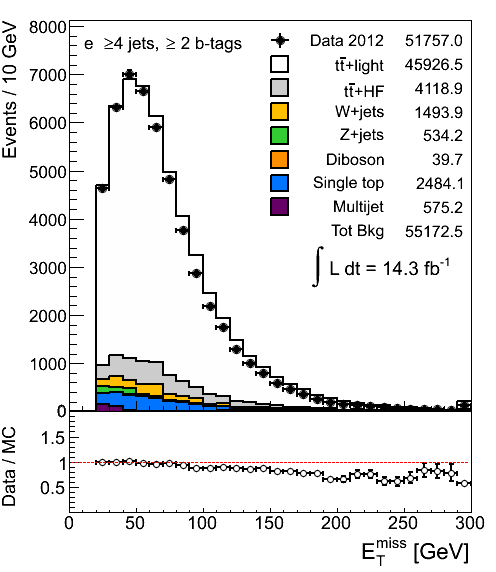 e ≥4 jets, ≥ 2 b-tags
Data 2012 51757.0
tt̄+light 45926.5
tt̄+HF 4118.9
W+jets 1493.9
Z+jets 534.2
Diboson 39.7
Single top 2484.1
Multijet 575.2
Tot Bkg 55172.5
∫ L dt = 14.3 fb⁻¹
Events / 10 GeV
8000
7000
6000
5000
4000
3000
2000
1000
0
Data / MC
1.5
1
0.5
0 50 100 150 200 250 300
E_T^miss [GeV]